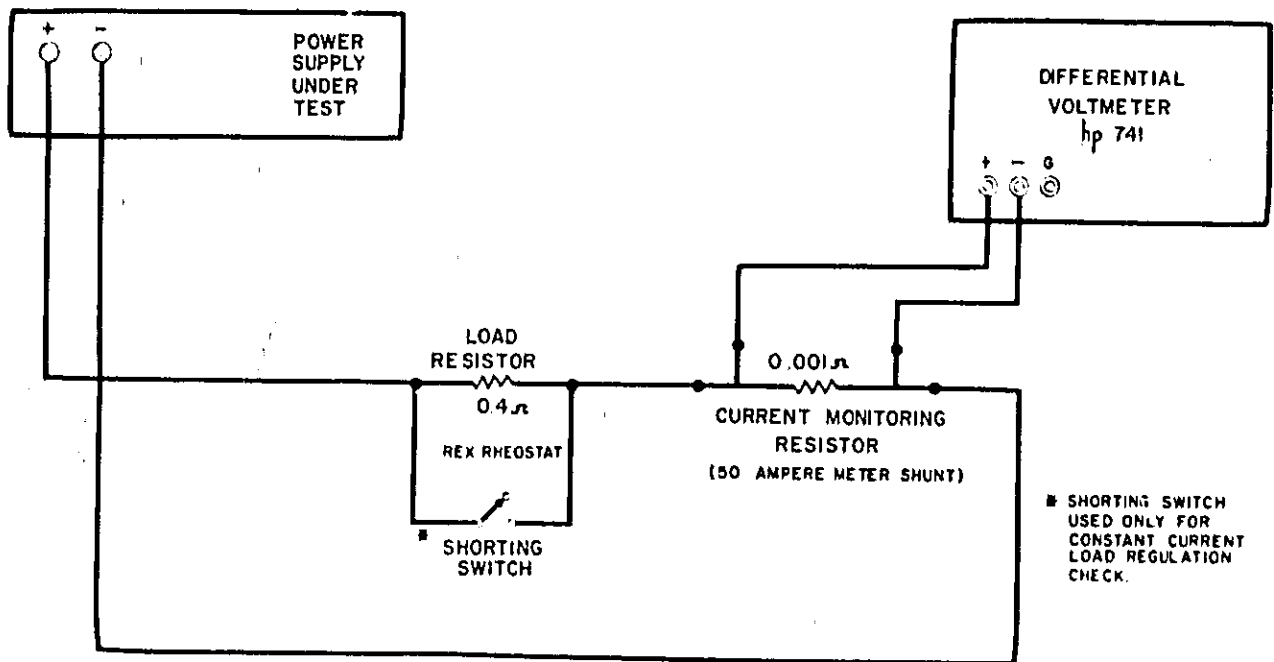 + -
POWER
SUPPLY
UNDER
TEST
DIFFERENTIAL
VOLTMETER
hp 741
+ - G
LOAD
RESISTOR
0.4Ω
REX RHEOSTAT
* SHORTING
SWITCH
0.001Ω
CURRENT MONITORING
RESISTOR
(50 AMPERE METER SHUNT)
* SHORTING SWITCH
USED ONLY FOR
CONSTANT CURRENT
LOAD REGULATION
CHECK.